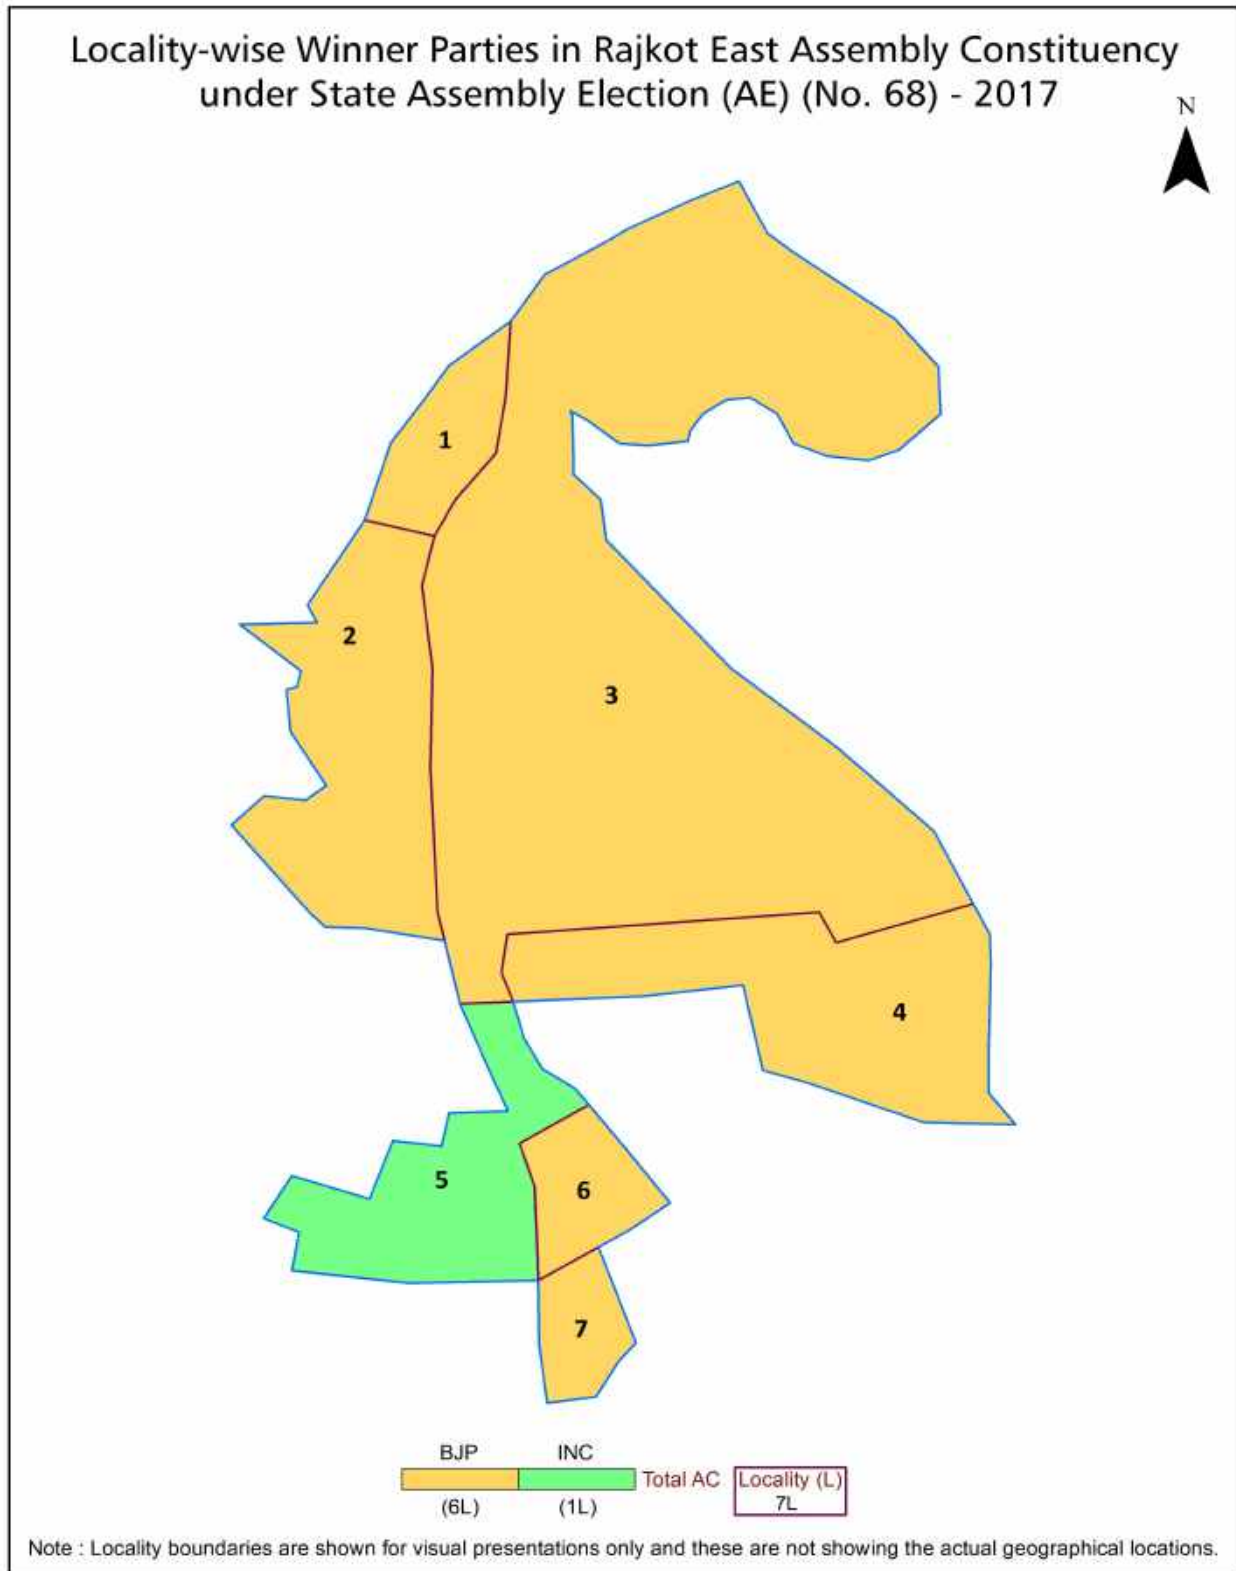 Locality-wise Winner Parties in Rajkot East Assembly Constituency
under State Assembly Election (AE) (No. 68) - 2017
N
1
2
3
4
5
6
7
BJP INC
Total AC Locality (L)
(6L) (1L) 7L
Note : Locality boundaries are shown for visual presentations only and these are not showing the actual geographical locations.